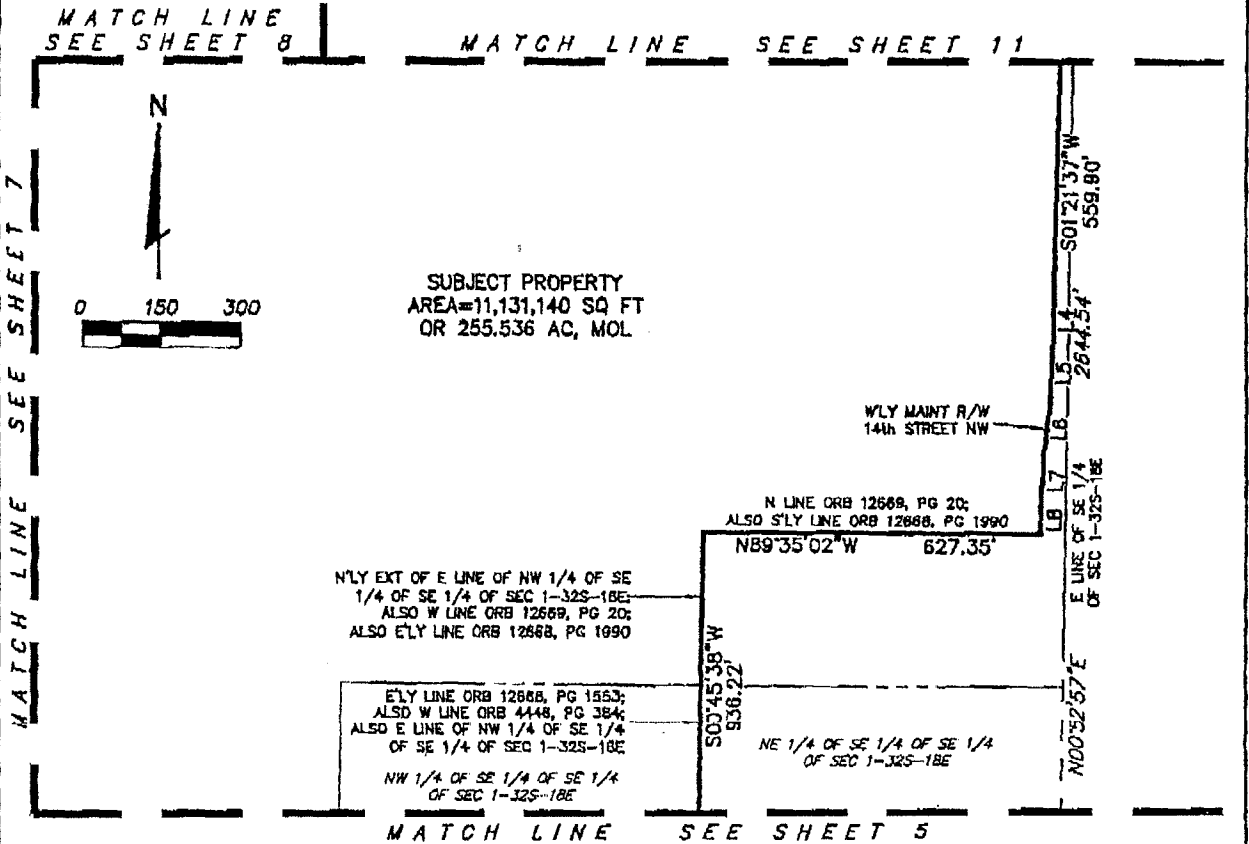 MATCH LINE
SEE SHEET 8
MATCH LINE SEE SHEET 11
MATCH LINE SEE SHEET 7
N
0 150 300
SUBJECT PROPERTY
AREA=11,131,140 SQ FT
OR 255.536 AC, MOL
S01°21'37"W
559.90'
2644.54'
L4
L5
L6
L7
L8
WLY MAINT R/W
14th STREET NW
N LINE ORB 12669, PG 20;
ALSO S'LY LINE ORB 12668, PG 1990
N89°35'02"W 627.35'
E LINE OF SE 1/4
OF SEC 1-32S-18E
N'LY EXT OF E LINE OF NW 1/4 OF SE
1/4 OF SE 1/4 OF SEC 1-32S-18E;
ALSO W LINE ORB 12669, PG 20;
ALSO E'LY LINE ORB 12668, PG 1990
S00°45'38"W
936.22'
E'LY LINE ORB 12668, PG 1553;
ALSO W LINE ORB 4448, PG 384;
ALSO E LINE OF NW 1/4 OF SE 1/4
OF SE 1/4 OF SEC 1-32S-18E
NW 1/4 OF SE 1/4 OF SE 1/4
OF SEC 1-32S-18E
NE 1/4 OF SE 1/4 OF SE 1/4
OF SEC 1-32S-18E
N00°52'57"E
MATCH LINE SEE SHEET 5